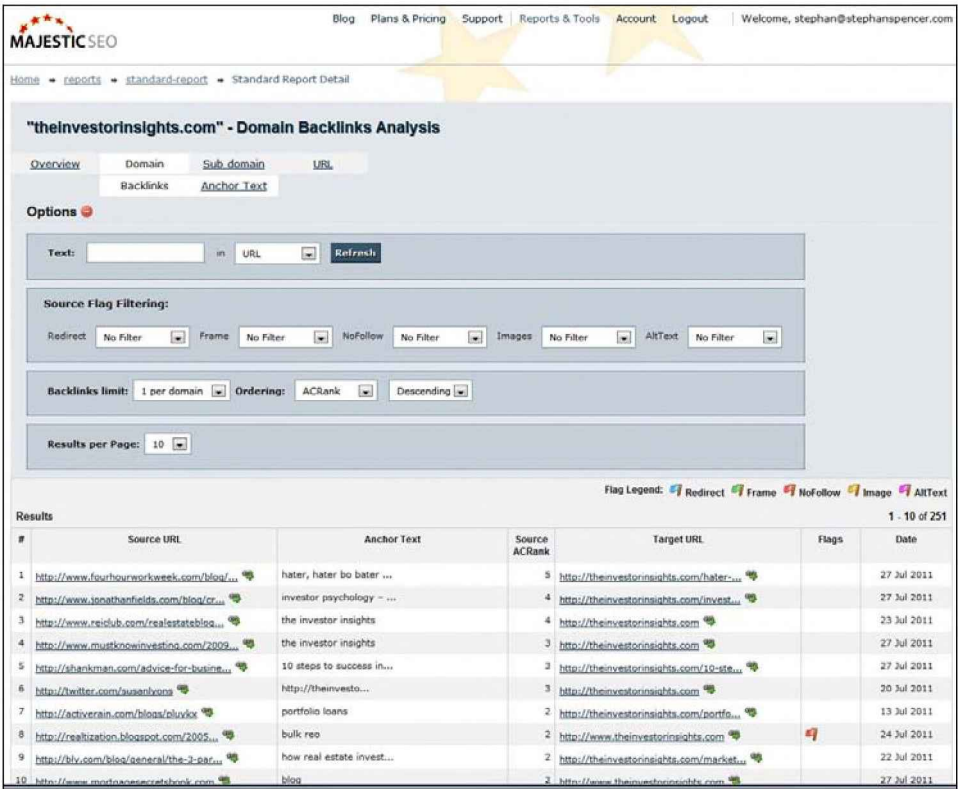 Blog Plans & Pricing Support Reports & Tools Account Logout Welcome, stephan@stephanspencer.com
MAJESTICSEO
Home → reports → standard-report → Standard Report Detail
"theinvestorinsights.com" - Domain Backlinks Analysis
Overview Domain Sub domain URL
Backlinks Anchor Text
Options
Text: in URL Refresh
Source Flag Filtering:
Redirect No Filter Frame No Filter NoFollow No Filter Images No Filter AltText No Filter
Backlinks limit: 1 per domain Ordering: ACRank Descending
Results per Page: 10
Flag Legend: Redirect Frame NoFollow Image AltText
Results 1 - 10 of 251
# Source URL Anchor Text Source ACRank Target URL Flags Date
1 http://www.fourhourworkweek.com/blog/... hater, hater bo bater ... 5 http://theinvestorinsights.com/hater-... 27 Jul 2011
2 http://www.jonathanfields.com/blog/cr... investor psychology – ... 4 http://theinvestorinsights.com/invest... 27 Jul 2011
3 http://www.reiclub.com/realestateblog... the investor insights 4 http://theinvestorinsights.com 23 Jul 2011
4 http://www.mustknowinvesting.com/2009... the investor insights 3 http://theinvestorinsights.com 27 Jul 2011
5 http://shankman.com/advice-for-busine... 10 steps to success in... 3 http://theinvestorinsights.com/10-ste... 27 Jul 2011
6 http://twitter.com/susanlyons http://theinvesto... 3 http://theinvestorinsights.com 20 Jul 2011
7 http://activerain.com/blogs/pluykx portfolio loans 2 http://theinvestorinsights.com/portfo... 13 Jul 2011
8 http://realtization.blogspot.com/2005... bulk reo 2 http://www.theinvestorinsights.com 24 Jul 2011
9 http://bly.com/blog/general/the-3-par... how real estate invest... 2 http://theinvestorinsights.com/market... 22 Jul 2011
10 http://www.mortgagesecretsbook.com blog 2 http://www.theinvestorinsights.com 27 Jul 2011